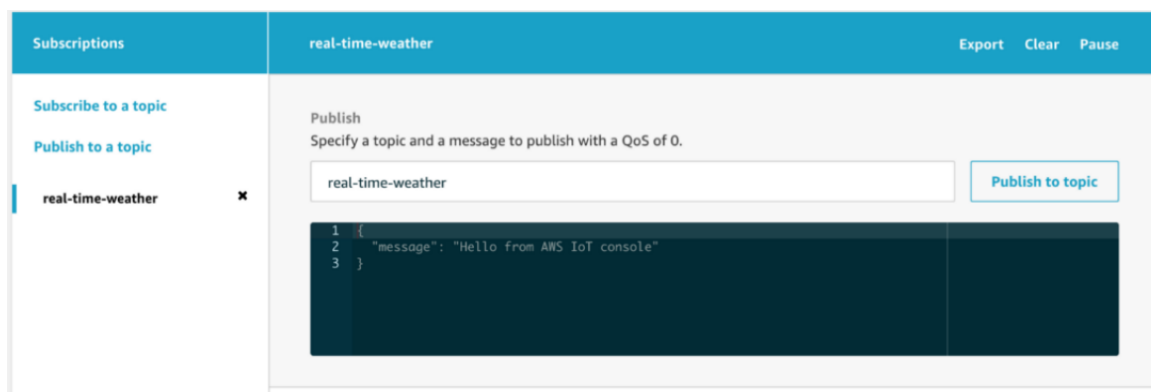 Subscriptions
real-time-weather
Export Clear Pause
Subscribe to a topic
Publish to a topic
real-time-weather ✖
Publish
Specify a topic and a message to publish with a QoS of 0.
real-time-weather
Publish to topic
1 {
2 "message": "Hello from AWS IoT console"
3 }